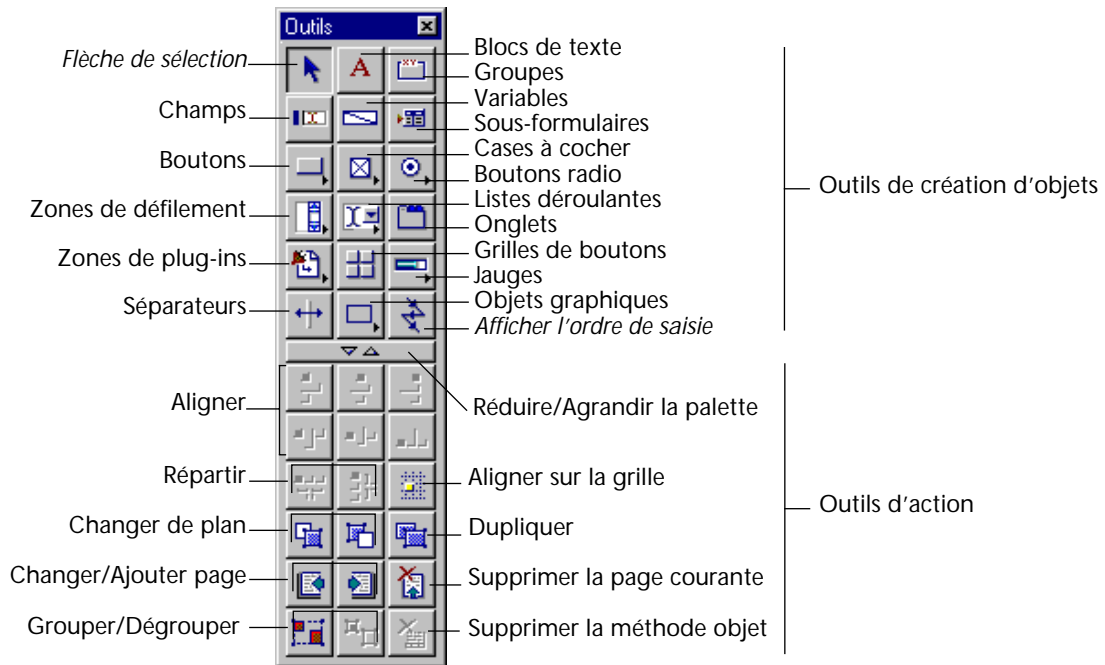 Outils
Flèche de sélection
Blocs de texte
A
XY
Groupes
Champs
Variables
Sous-formulaires
Boutons
Cases à cocher
Boutons radio
Outils de création d'objets
Zones de défilement
Listes déroulantes
Onglets
Zones de plug-ins
Grilles de boutons
Jauges
Séparateurs
Objets graphiques
Afficher l'ordre de saisie
Aligner
Réduire/Agrandir la palette
Répartir
Aligner sur la grille
Outils d'action
Changer de plan
Dupliquer
Changer/Ajouter page
Supprimer la page courante
Grouper/Dégrouper
Supprimer la méthode objet